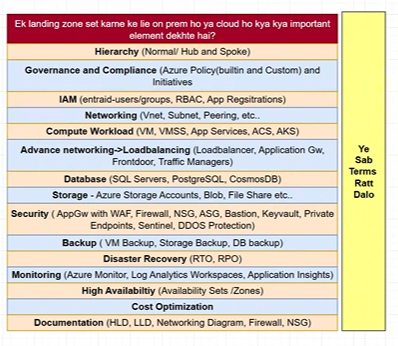 Ek landing zone set karne ke lie on prem ho ya cloud ho kya kya important
element dekhte hai?
Hierarchy (Normal/ Hub and Spoke)
Governance and Compliance (Azure Policy(builtin and Custom) and
Initiatives
IAM (entraid-users/groups, RBAC, App Regsitrations)
Networking (Vnet, Subnet, Peering, etc..
Compute Workload (VM, VMSS, App Services, ACS, AKS)
Advance networking->Loadbalancing (Loadbalancer, Application Gw,
Frontdoor, Traffic Managers)
Database (SQL Servers, PostgreSQL, CosmosDB)
Storage - Azure Storage Accounts, Blob, File Share etc..
Security ( AppGw with WAF, Firewall, NSG, ASG, Bastion, Keyvault, Private
Endpoints, Sentinel, DDOS Protection)
Backup ( VM Backup, Storage Backup, DB backup)
Disaster Recovery (RTO, RPO)
Monitoring (Azure Monitor, Log Analytics Workspaces, Application Insights)
High Availabiltiy (Availability Sets /Zones)
Cost Optimization
Documentation (HLD, LLD, Networking Diagram, Firewall, NSG)
Ye
Sab
Terms
Ratt
Dalo